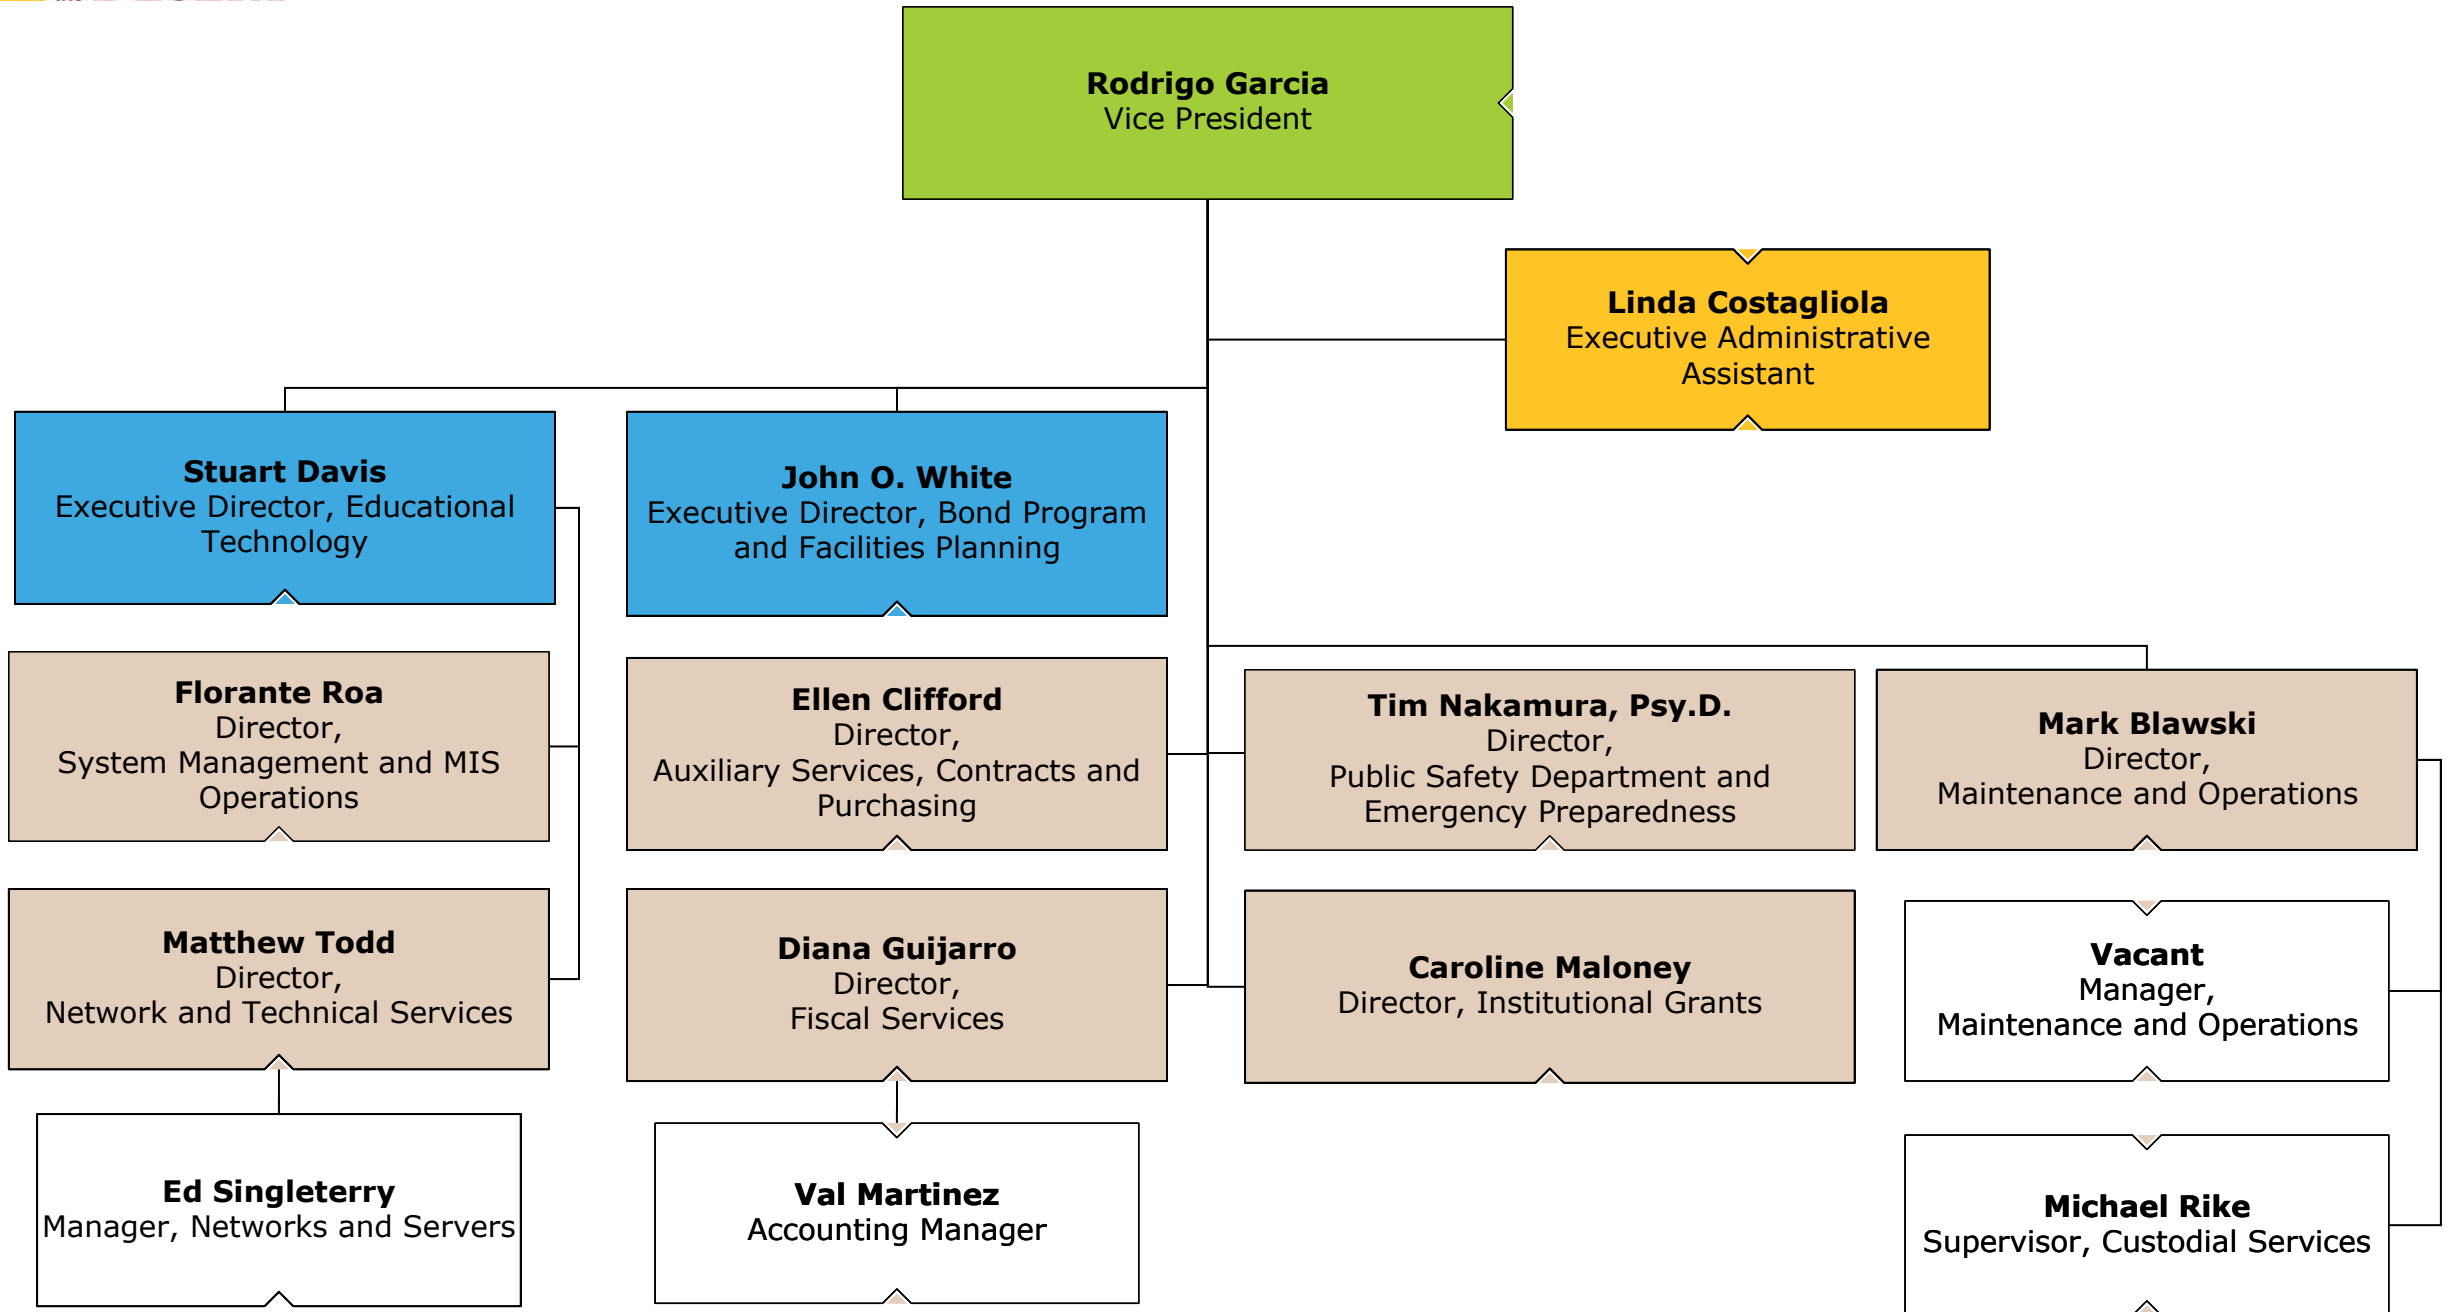 Rodrigo Garcia
Vice President
Linda Costagliola
Executive Administrative
Assistant
Stuart Davis
Executive Director, Educational
Technology
John O. White
Executive Director, Bond Program
and Facilities Planning
Florante Roa
Director,
System Management and MIS
Operations
Ellen Clifford
Director,
Auxiliary Services, Contracts and
Purchasing
Tim Nakamura, Psy.D.
Director,
Public Safety Department and
Emergency Preparedness
Mark Blawski
Director,
Maintenance and Operations
Matthew Todd
Director,
Network and Technical Services
Diana Guijarro
Director,
Fiscal Services
Caroline Maloney
Director, Institutional Grants
Vacant
Manager,
Maintenance and Operations
Ed Singleterry
Manager, Networks and Servers
Val Martinez
Accounting Manager
Michael Rike
Supervisor, Custodial Services